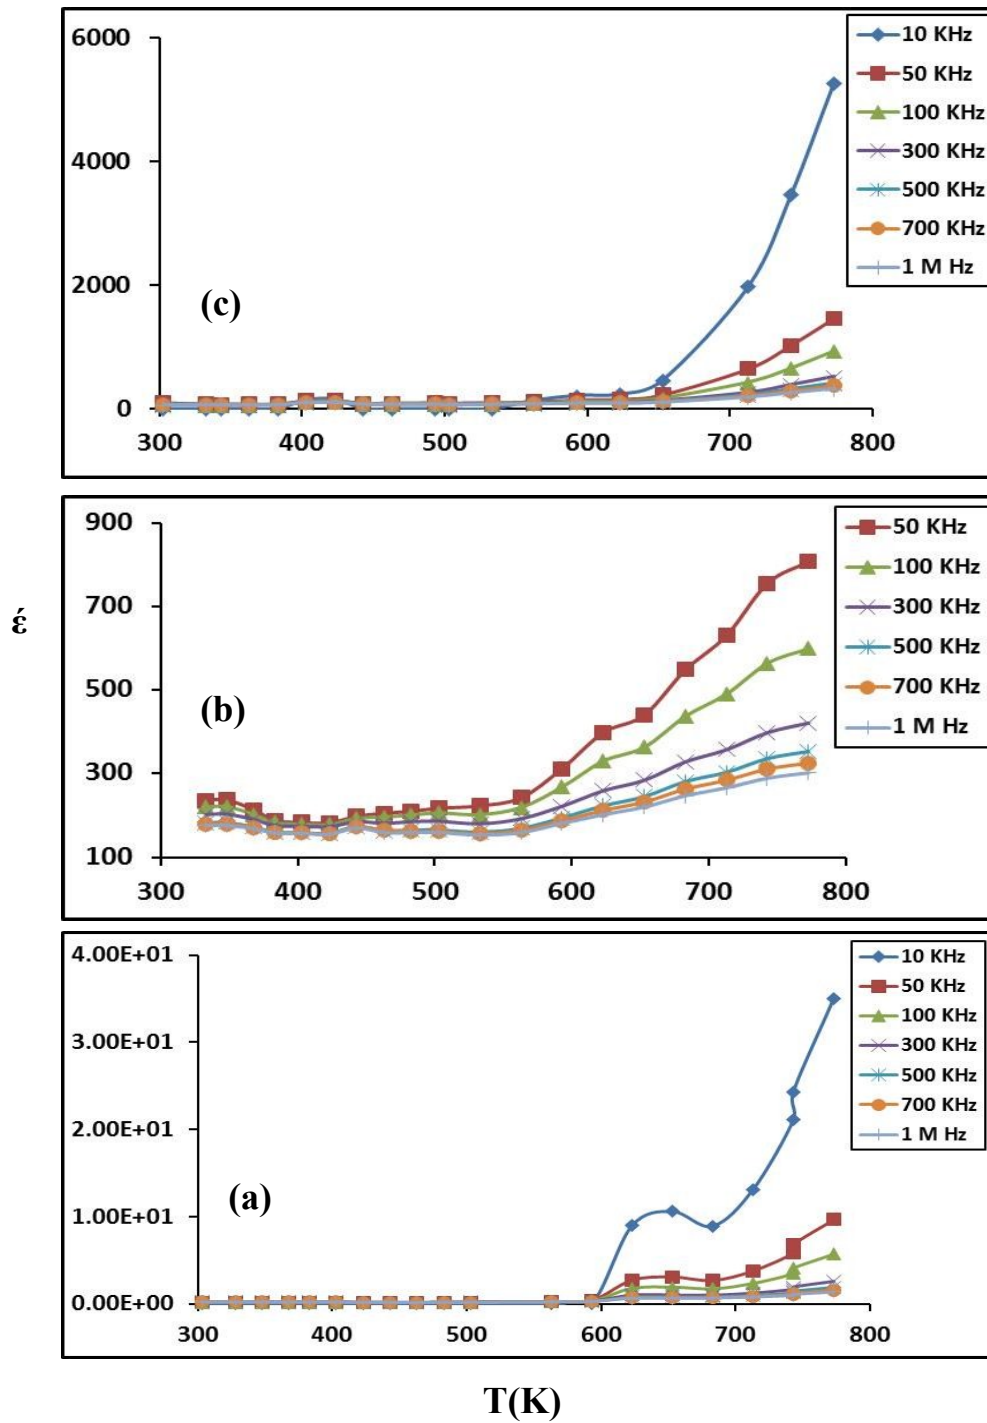 6000
4000
2000
0
300 400 500 600 700 800
(c)
10 KHz
50 KHz
100 KHz
300 KHz
500 KHz
700 KHz
1 M Hz
έ
900
700
500
300
100
300 400 500 600 700 800
(b)
50 KHz
100 KHz
300 KHz
500 KHz
700 KHz
1 M Hz
4.00E+01
3.00E+01
2.00E+01
1.00E+01
0.00E+00
300 400 500 600 700 800
(a)
10 KHz
50 KHz
100 KHz
300 KHz
500 KHz
700 KHz
1 M Hz
T(K)